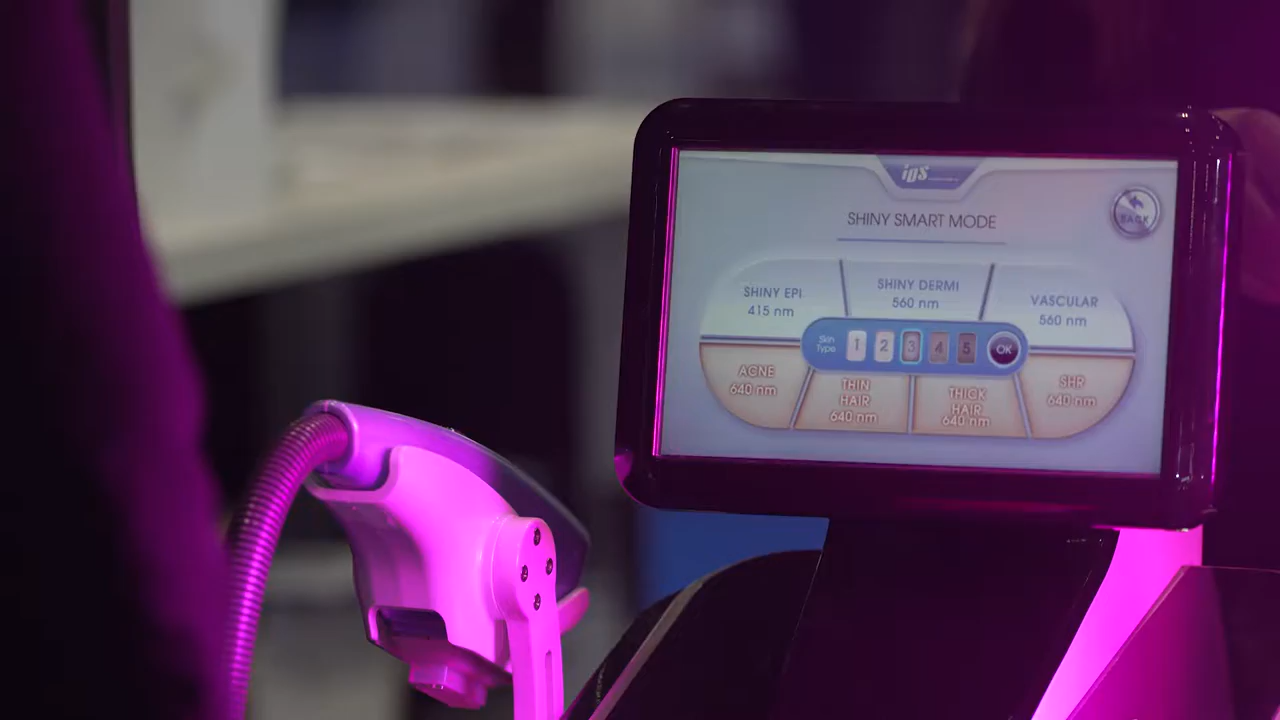 ips
SHINY SMART MODE
BACK
SHINY EPI
415 nm
SHINY DERMI
560 nm
VASCULAR
560 nm
Skin
Type
1 2 3 4 5
OK
ACNE
640 nm
THIN
HAIR
640 nm
THICK
HAIR
640 nm
SHR
640 nm